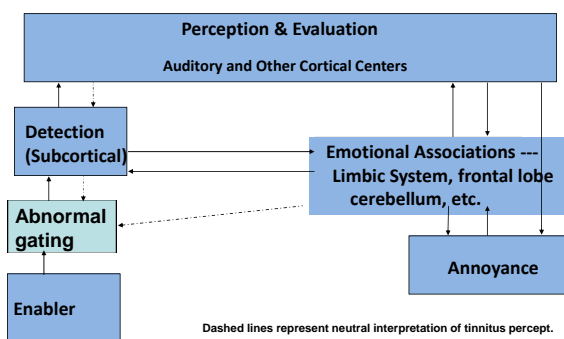 Perception & Evaluation
Auditory and Other Cortical Centers
Detection
(Subcortical)
Emotional Associations ---
Limbic System, frontal lobe
cerebellum, etc.
Abnormal
gating
Annoyance
Enabler
Dashed lines represent neutral interpretation of tinnitus percept.